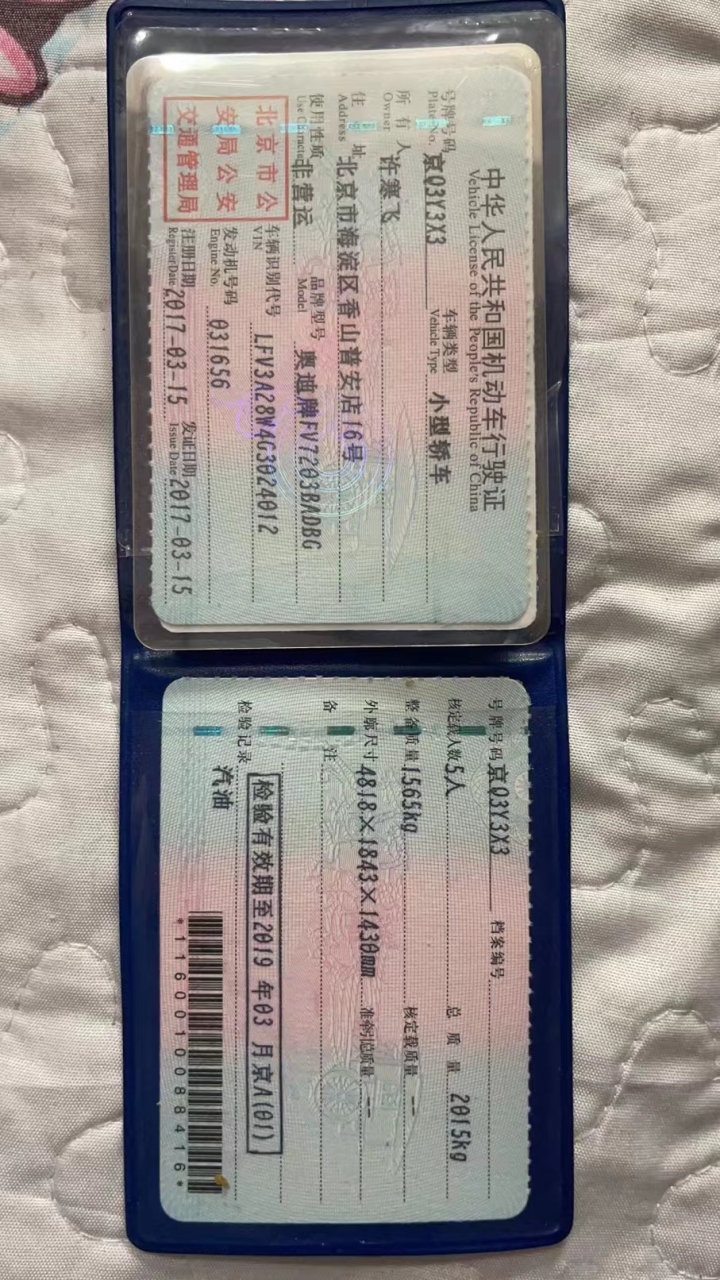 中华人民共和国机动车行驶证
Vehicle License of the People's Republic of China
号牌号码 京Q3Y3X3 车辆类型 小型轿车
Plate No. Vehicle Type
所有人 许寒飞
Owner
住址 北京市海淀区香山普安店16号
Address
使用性质 非营运 品牌型号 奥迪牌FV7203BADBG
Use Character Model
北京市公安局公安交通管理局
车辆识别代号 LFV3A28W4G3024012
VIN
发动机号码 031656
Engine No.
注册日期 2017-03-15 发证日期 2017-03-15
Register Date Issue Date
号牌号码 京Q3Y3X3 档案编号
核定载人数 5人 总质量 2015kg
整备质量 1565kg 核定载质量 --
外廓尺寸 4818×1843×1430mm 准牵引总质量 --
备注
检验有效期至2019年03月京A(01)
检验记录
汽油
*1160010088416*